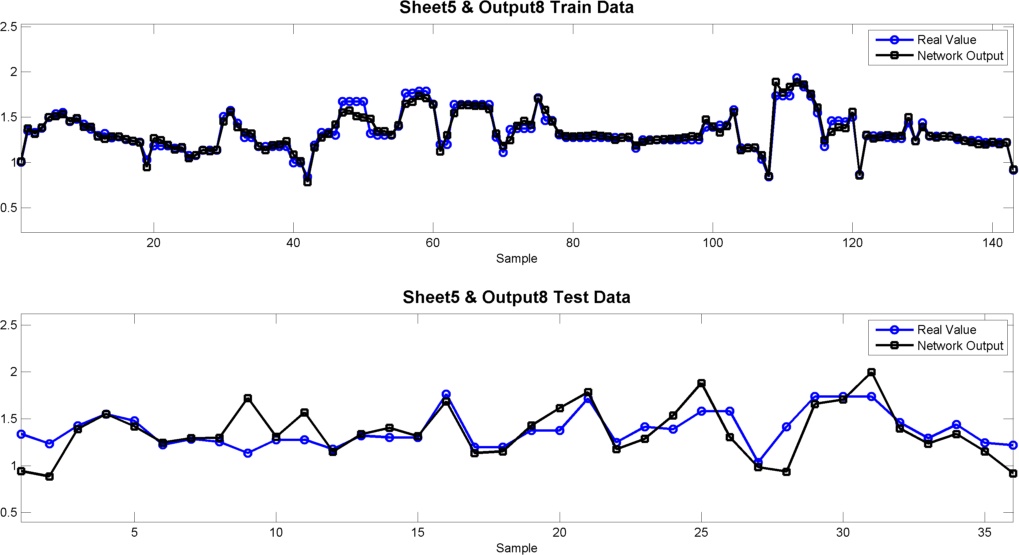 Sheet5 & Output8 Train Data
2.5
2
1.5
1
0.5
Real Value
Network Output
20 40 60 80 100 120 140
Sample
Sheet5 & Output8 Test Data
2.5
2
1.5
1
0.5
Real Value
Network Output
5 10 15 20 25 30 35
Sample